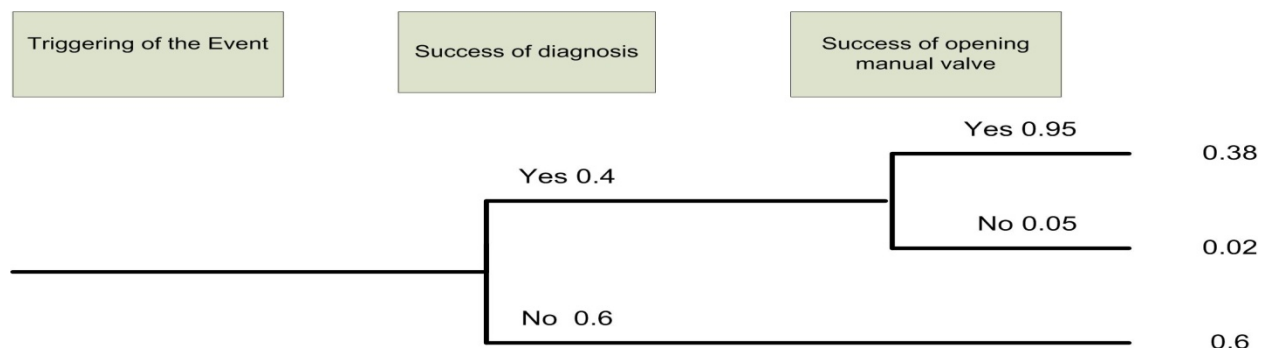 Triggering of the Event
Success of diagnosis
Success of opening
manual valve
Yes 0.95
0.38
Yes 0.4
No 0.05
0.02
No 0.6
0.6